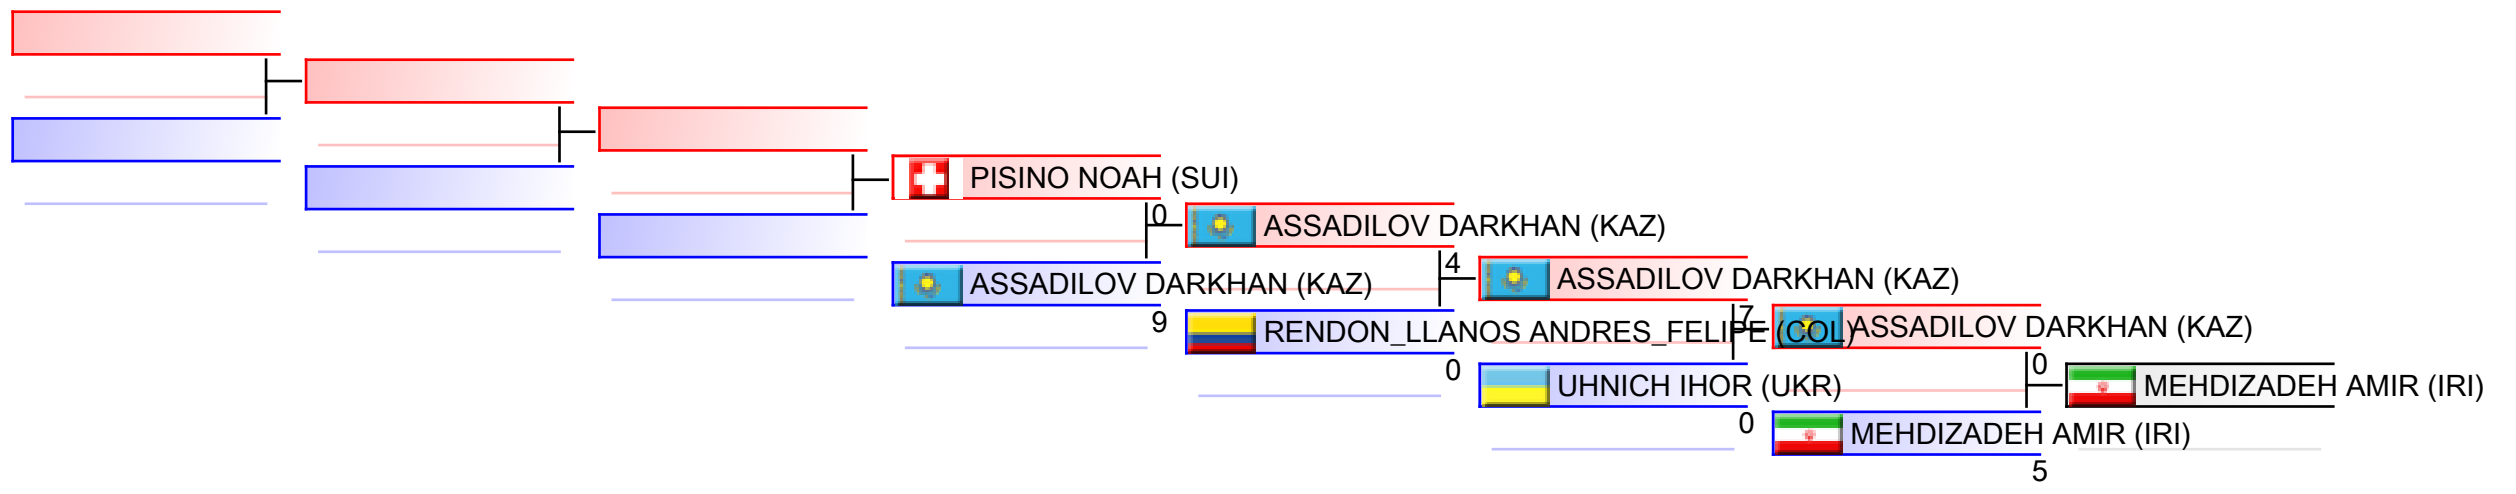 PISINO NOAH (SUI)
0
ASSADILOV DARKHAN (KAZ)
9
ASSADILOV DARKHAN (KAZ)
4
RENDON_LLANOS ANDRES_FELIPE (COL)
0
ASSADILOV DARKHAN (KAZ)
7
UHNICH IHOR (UKR)
0
ASSADILOV DARKHAN (KAZ)
0
MEHDIZADEH AMIR (IRI)
5
MEHDIZADEH AMIR (IRI)